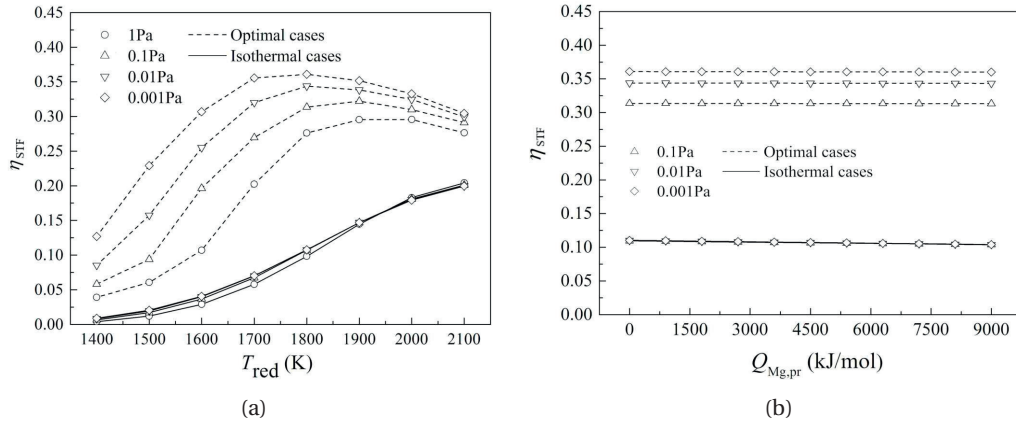 (a)
1Pa
Optimal cases
0.1Pa
Isothermal cases
0.01Pa
0.001Pa
0.45
0.40
0.35
0.30
0.25
0.20
0.15
0.10
0.05
0.00
η_STF
1400 1500 1600 1700 1800 1900 2000 2100
T_red (K)
(a)
0.45
0.40
0.35
0.30
0.25
0.20
0.15
0.10
0.05
0.00
η_STF
0.1Pa
Optimal cases
0.01Pa
Isothermal cases
0.001Pa
0 1500 3000 4500 6000 7500 9000
Q_Mg,pr (kJ/mol)
(b)